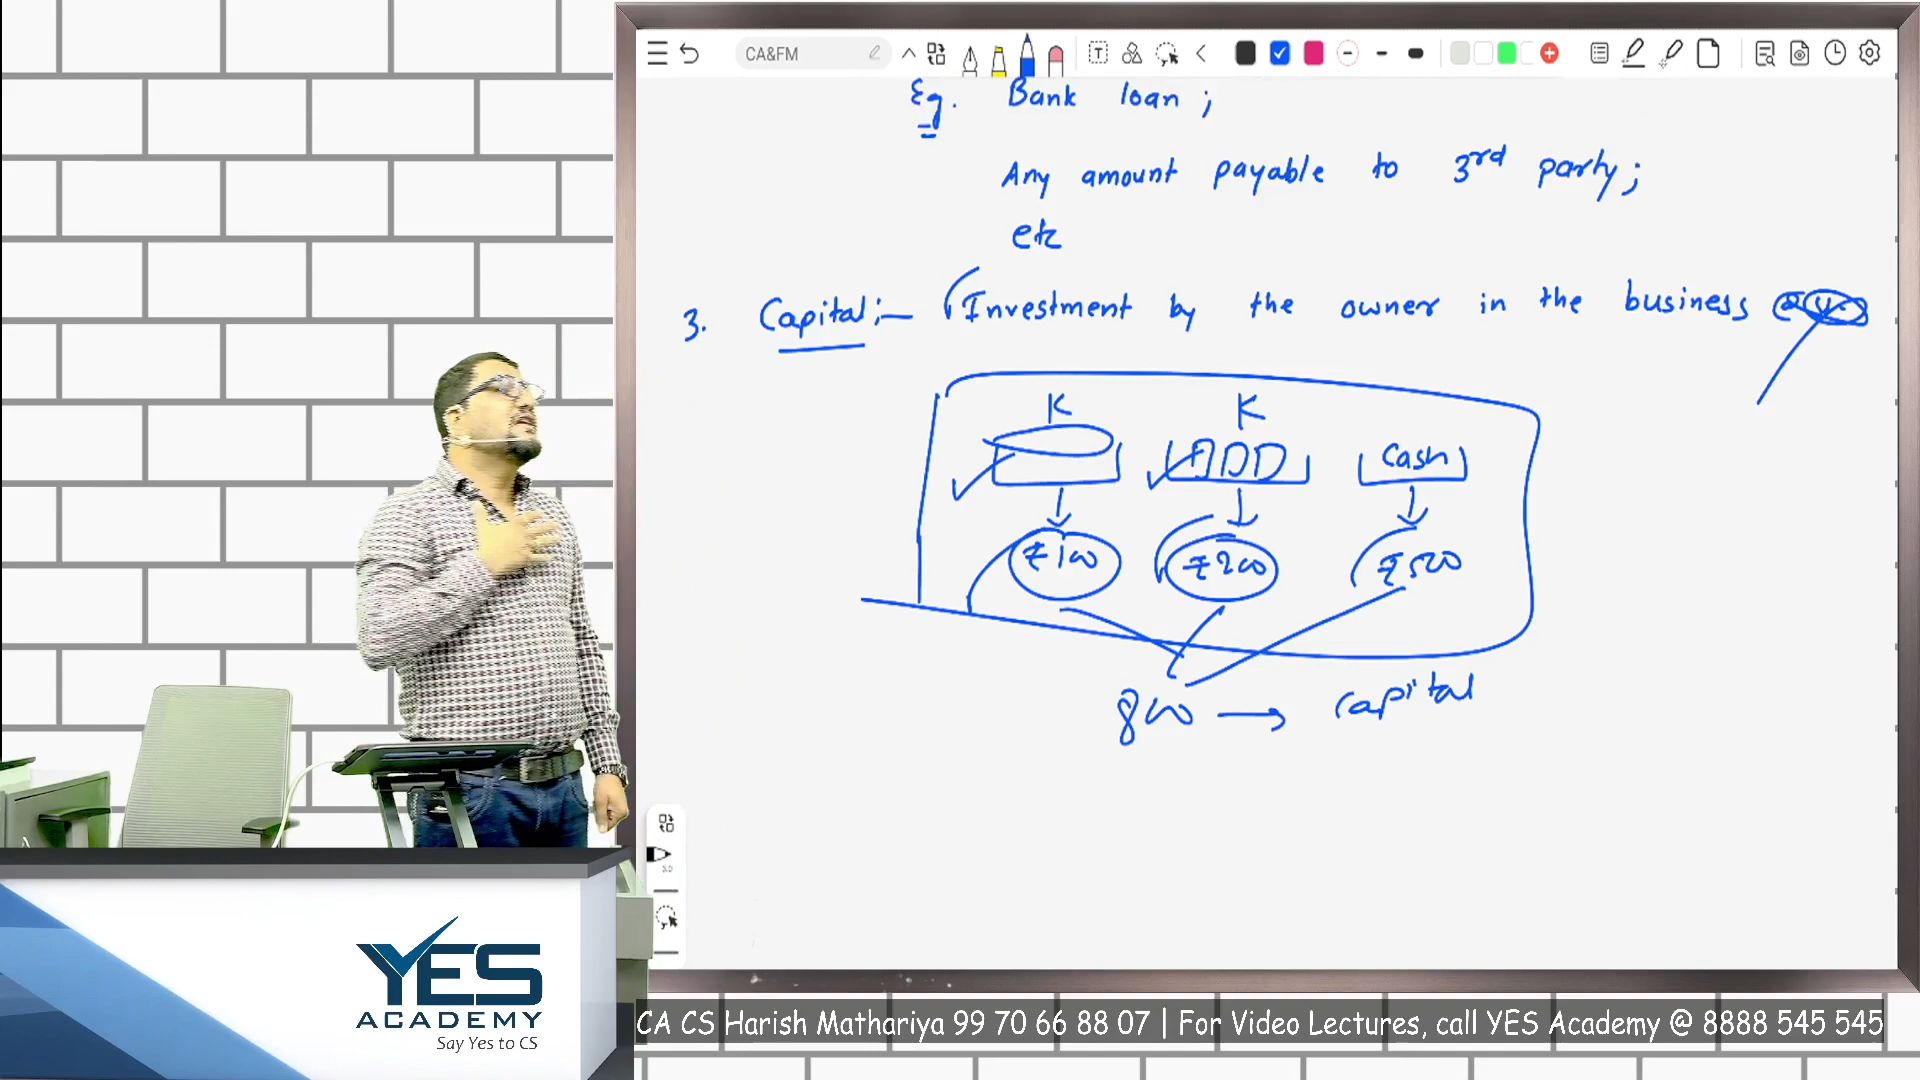 CA&FM
Eg. Bank loan ;
Any amount payable to 3rd party;
etc
3. Capital:- Investment by the owner in the business
K K
Cash
₹100 ₹200 ₹500
800 → capital
YES
ACADEMY
Say Yes to CS
CA CS Harish Mathariya 99 70 66 88 07 | For Video Lectures, call YES Academy @ 8888 545 545